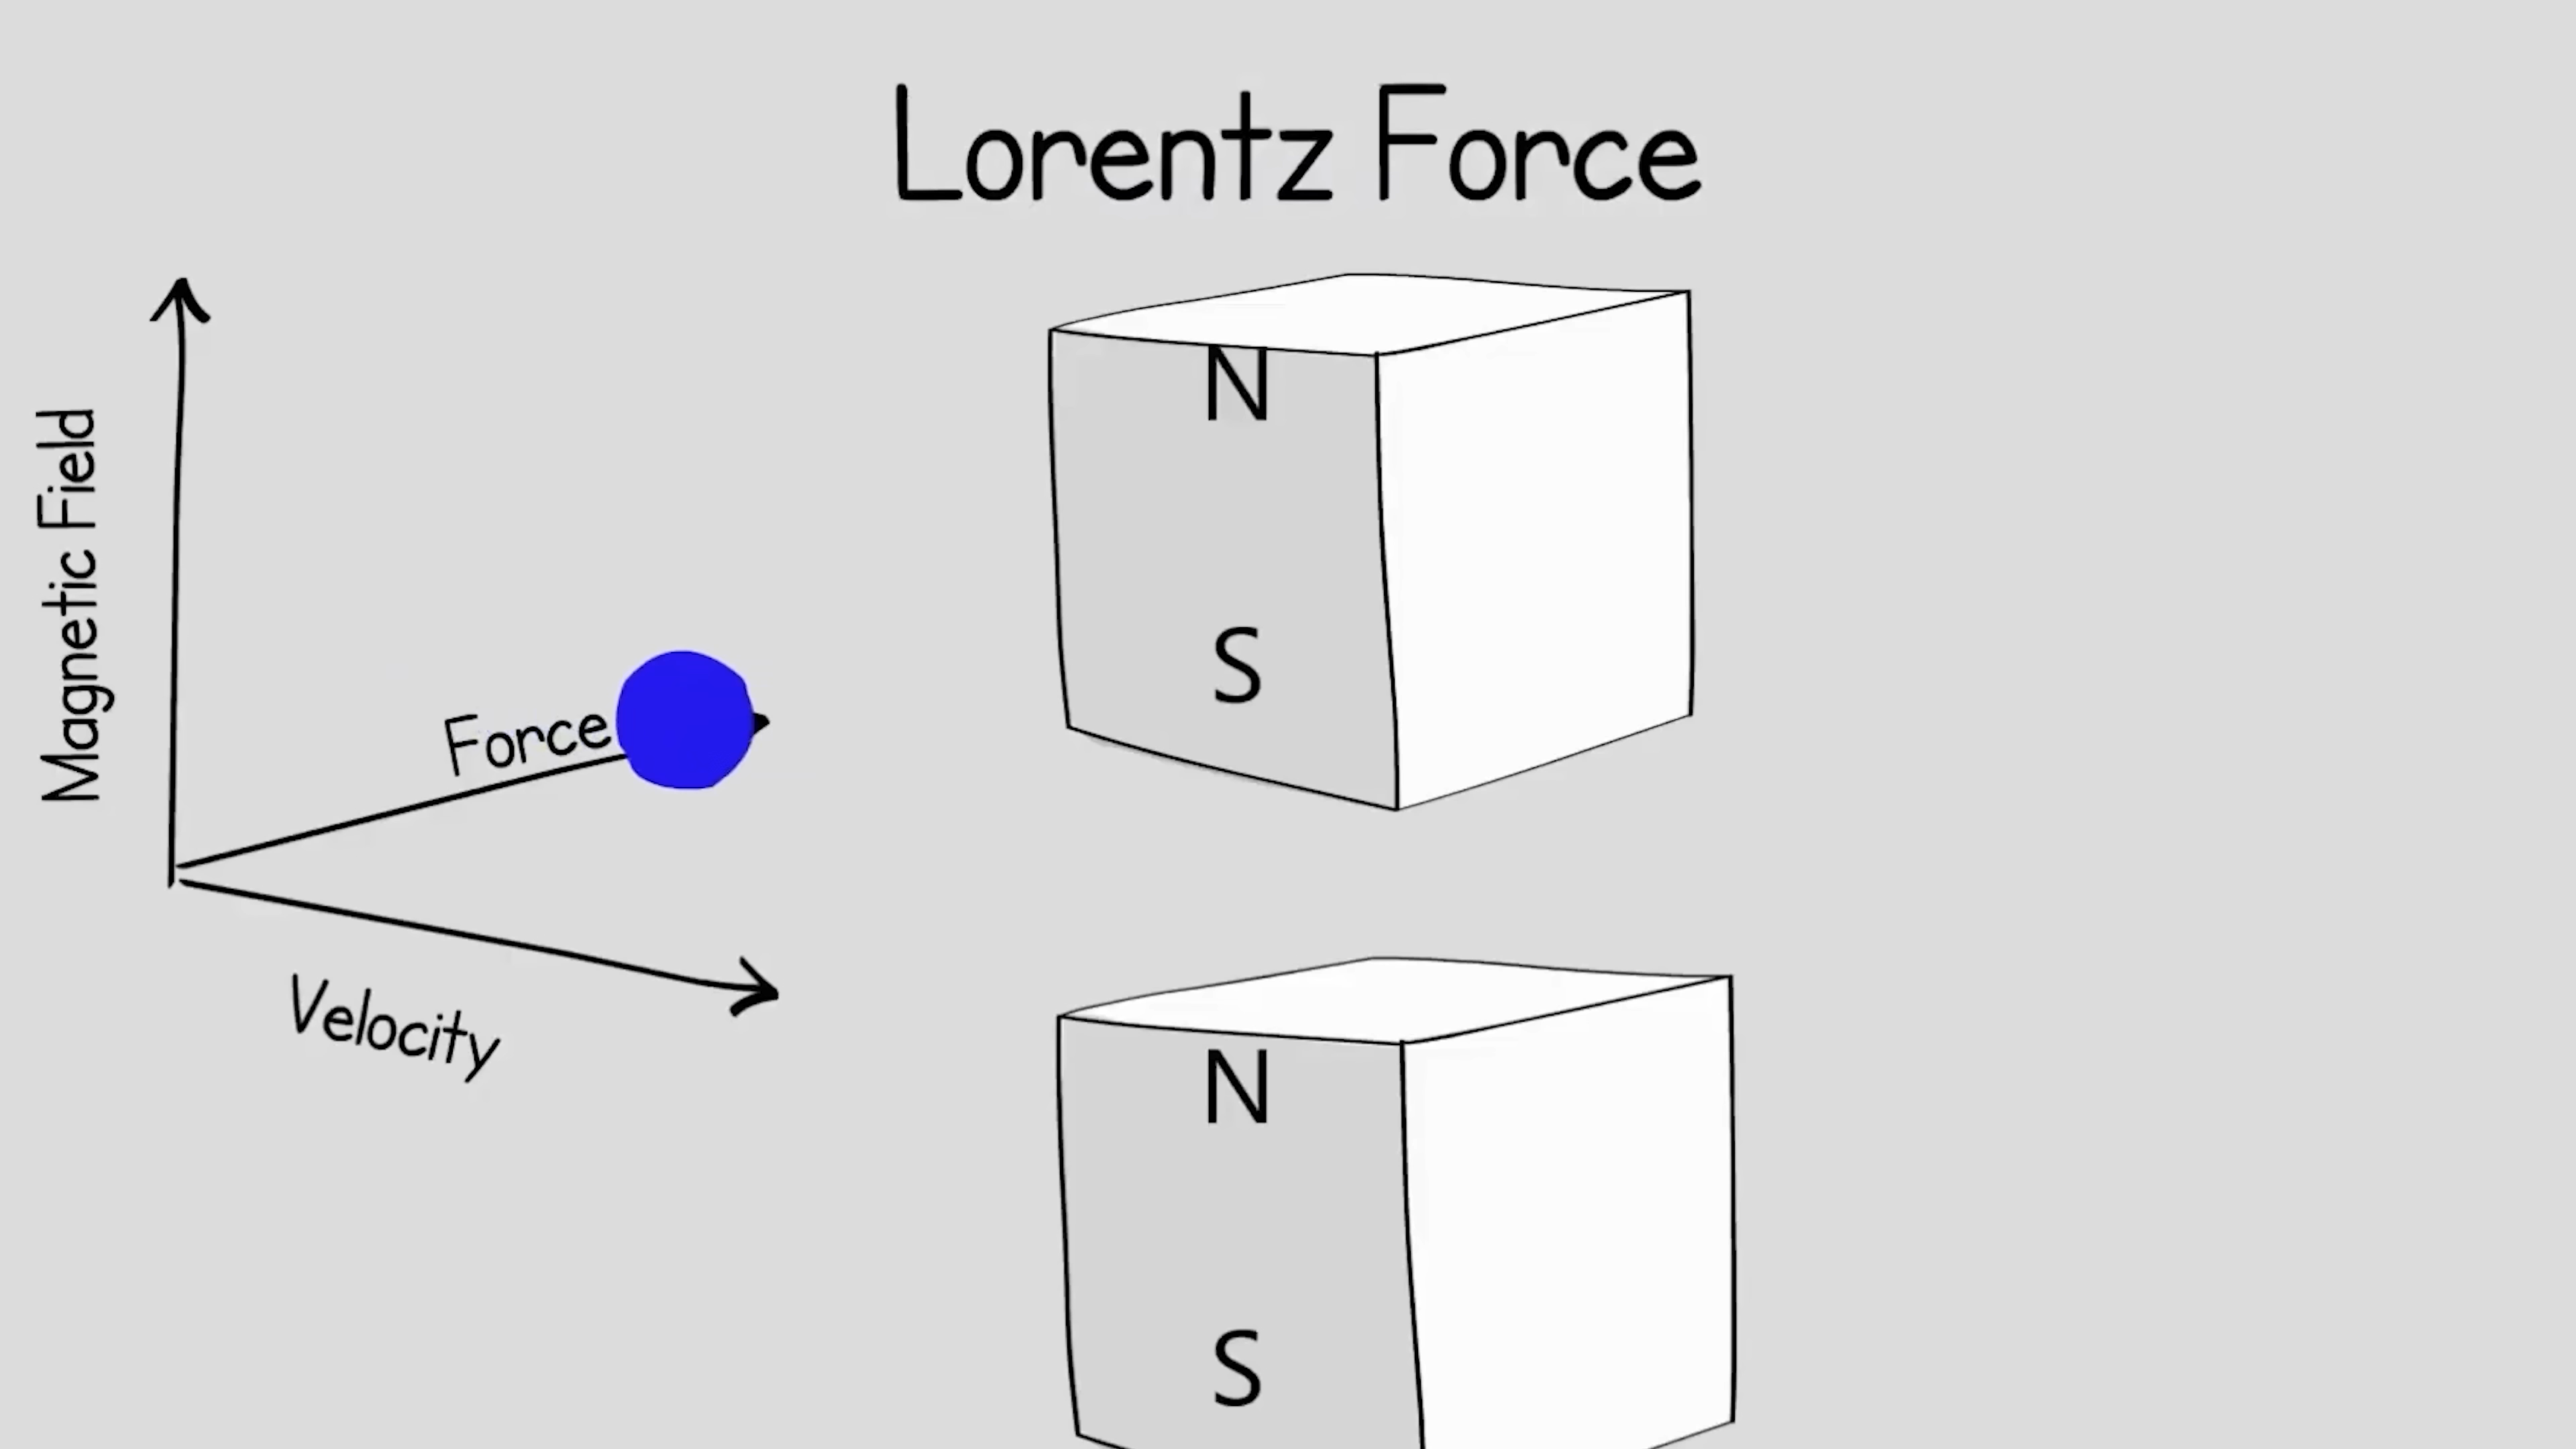 Lorentz Force
Magnetic Field
Force
Velocity
N
S
N
S